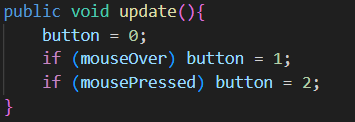 public void update(){
    button = 0;
    if (mouseOver) button = 1;
    if (mousePressed) button = 2;
}